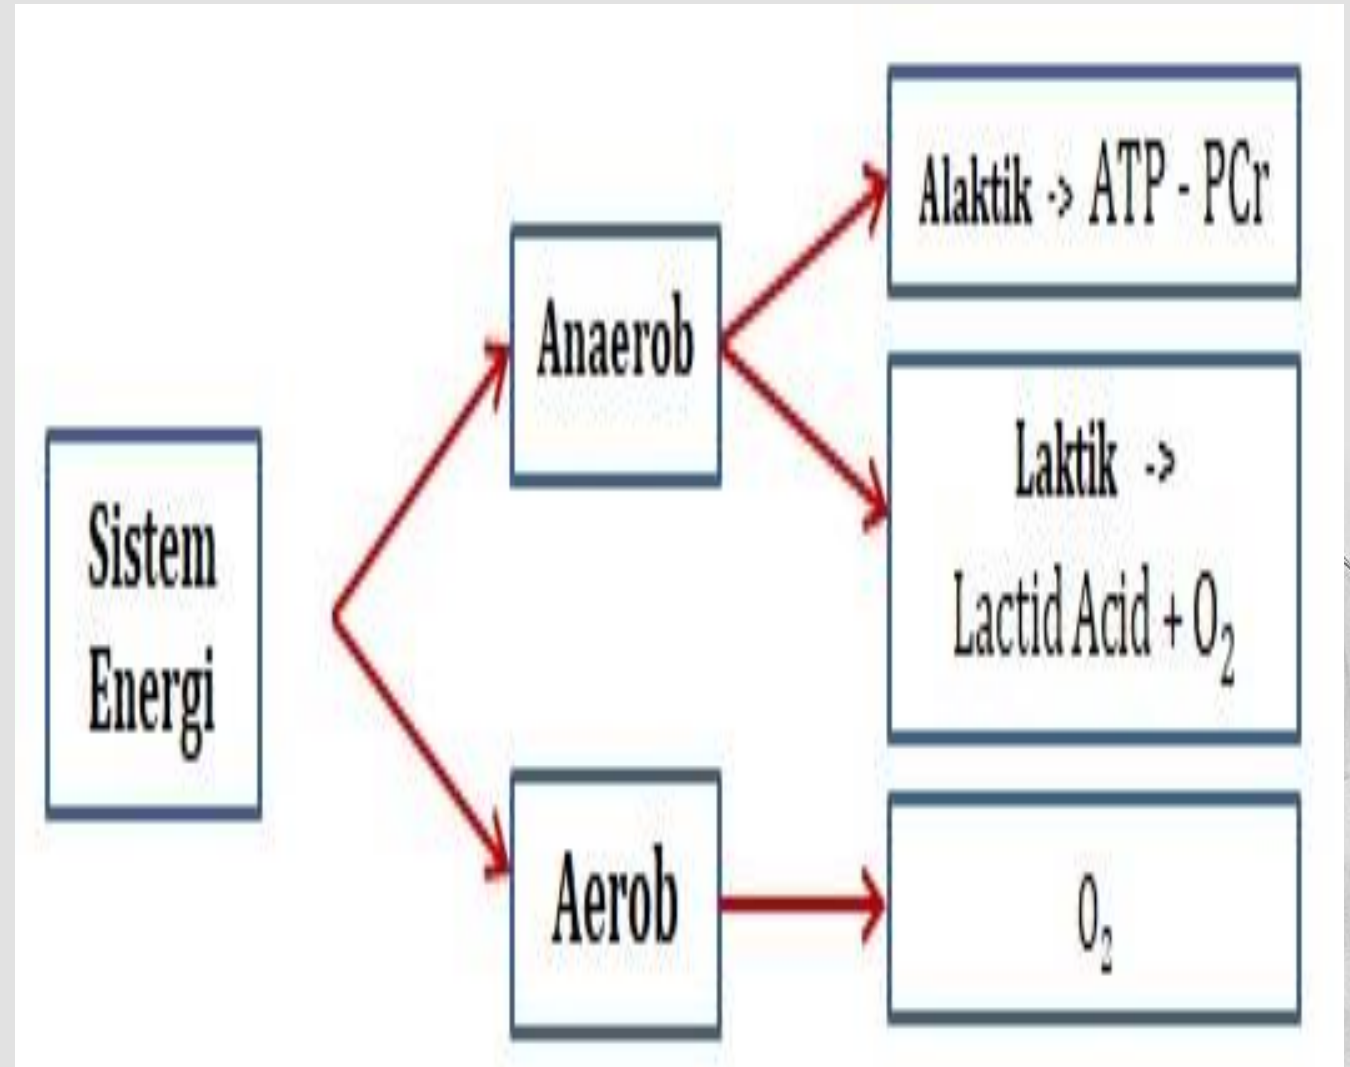 Sistem
Energi
Anaerob
Aerob
Alaktik -> ATP - PCr
Laktik ->
Lactid Acid + O₂
O₂